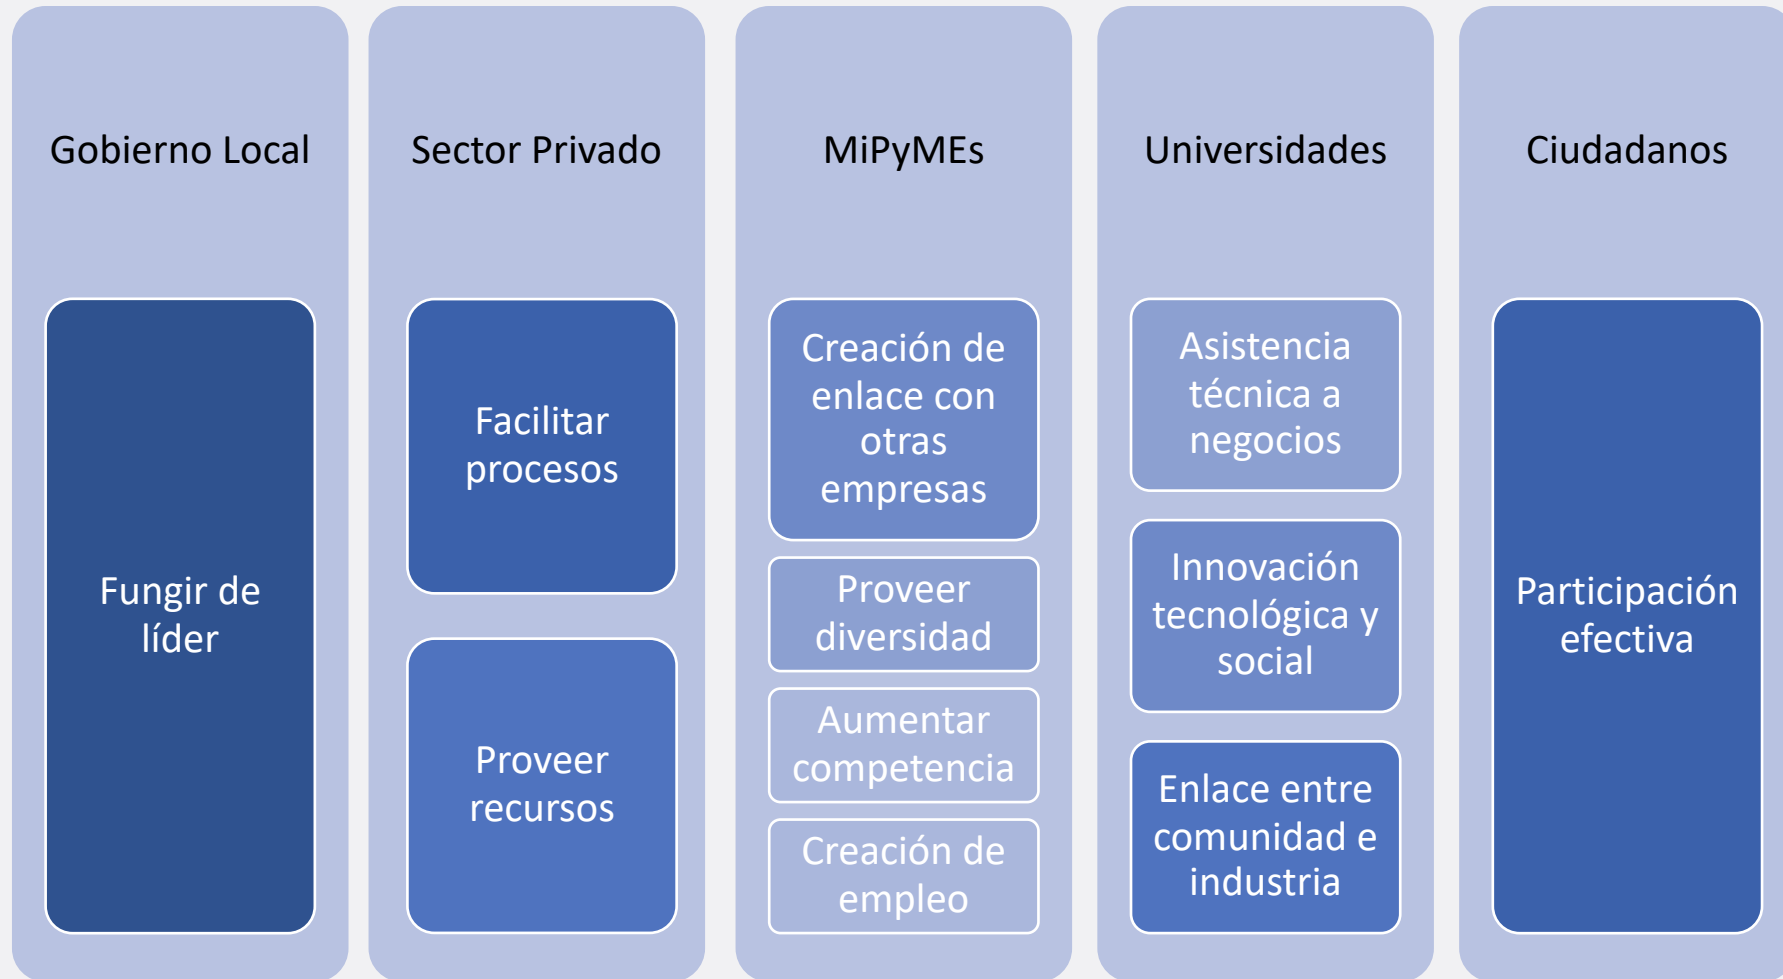 Gobierno Local
Fungir de
líder
Sector Privado
Facilitar
procesos
Proveer
recursos
MiPyMEs
Creación de
enlace con
otras
empresas
Proveer
diversidad
Aumentar
competencia
Creación de
empleo
Universidades
Asistencia
técnica a
negocios
Innovación
tecnológica y
social
Enlace entre
comunidad e
industria
Ciudadanos
Participación
efectiva